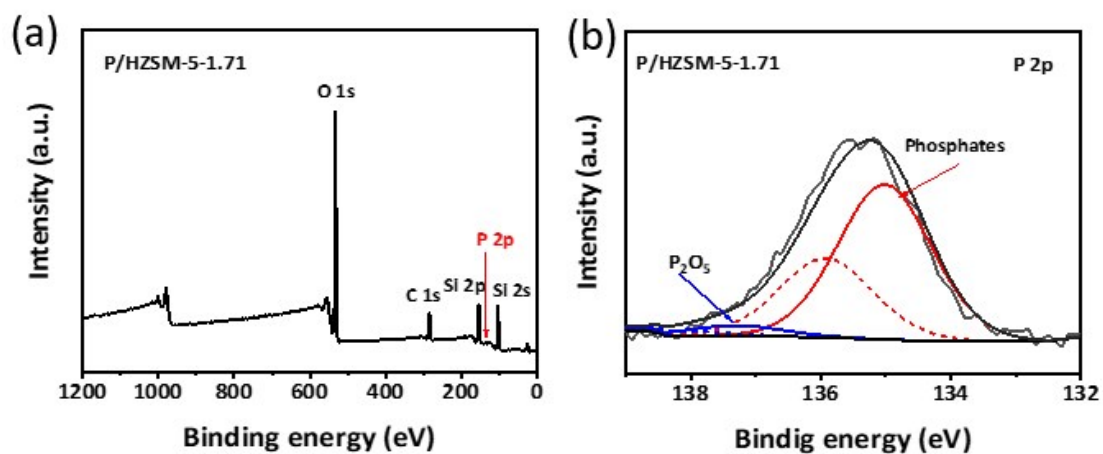 (a)
P/HZSM-5-1.71
O 1s
P 2p
C 1s
Si 2p
Si 2s
Intensity (a.u.)
1200 1000 800 600 400 200 0
Binding energy (eV)
(b)
P/HZSM-5-1.71 P 2p
Phosphates
P₂O₅
Intensity (a.u.)
138 136 134 132
Bindig energy (eV)